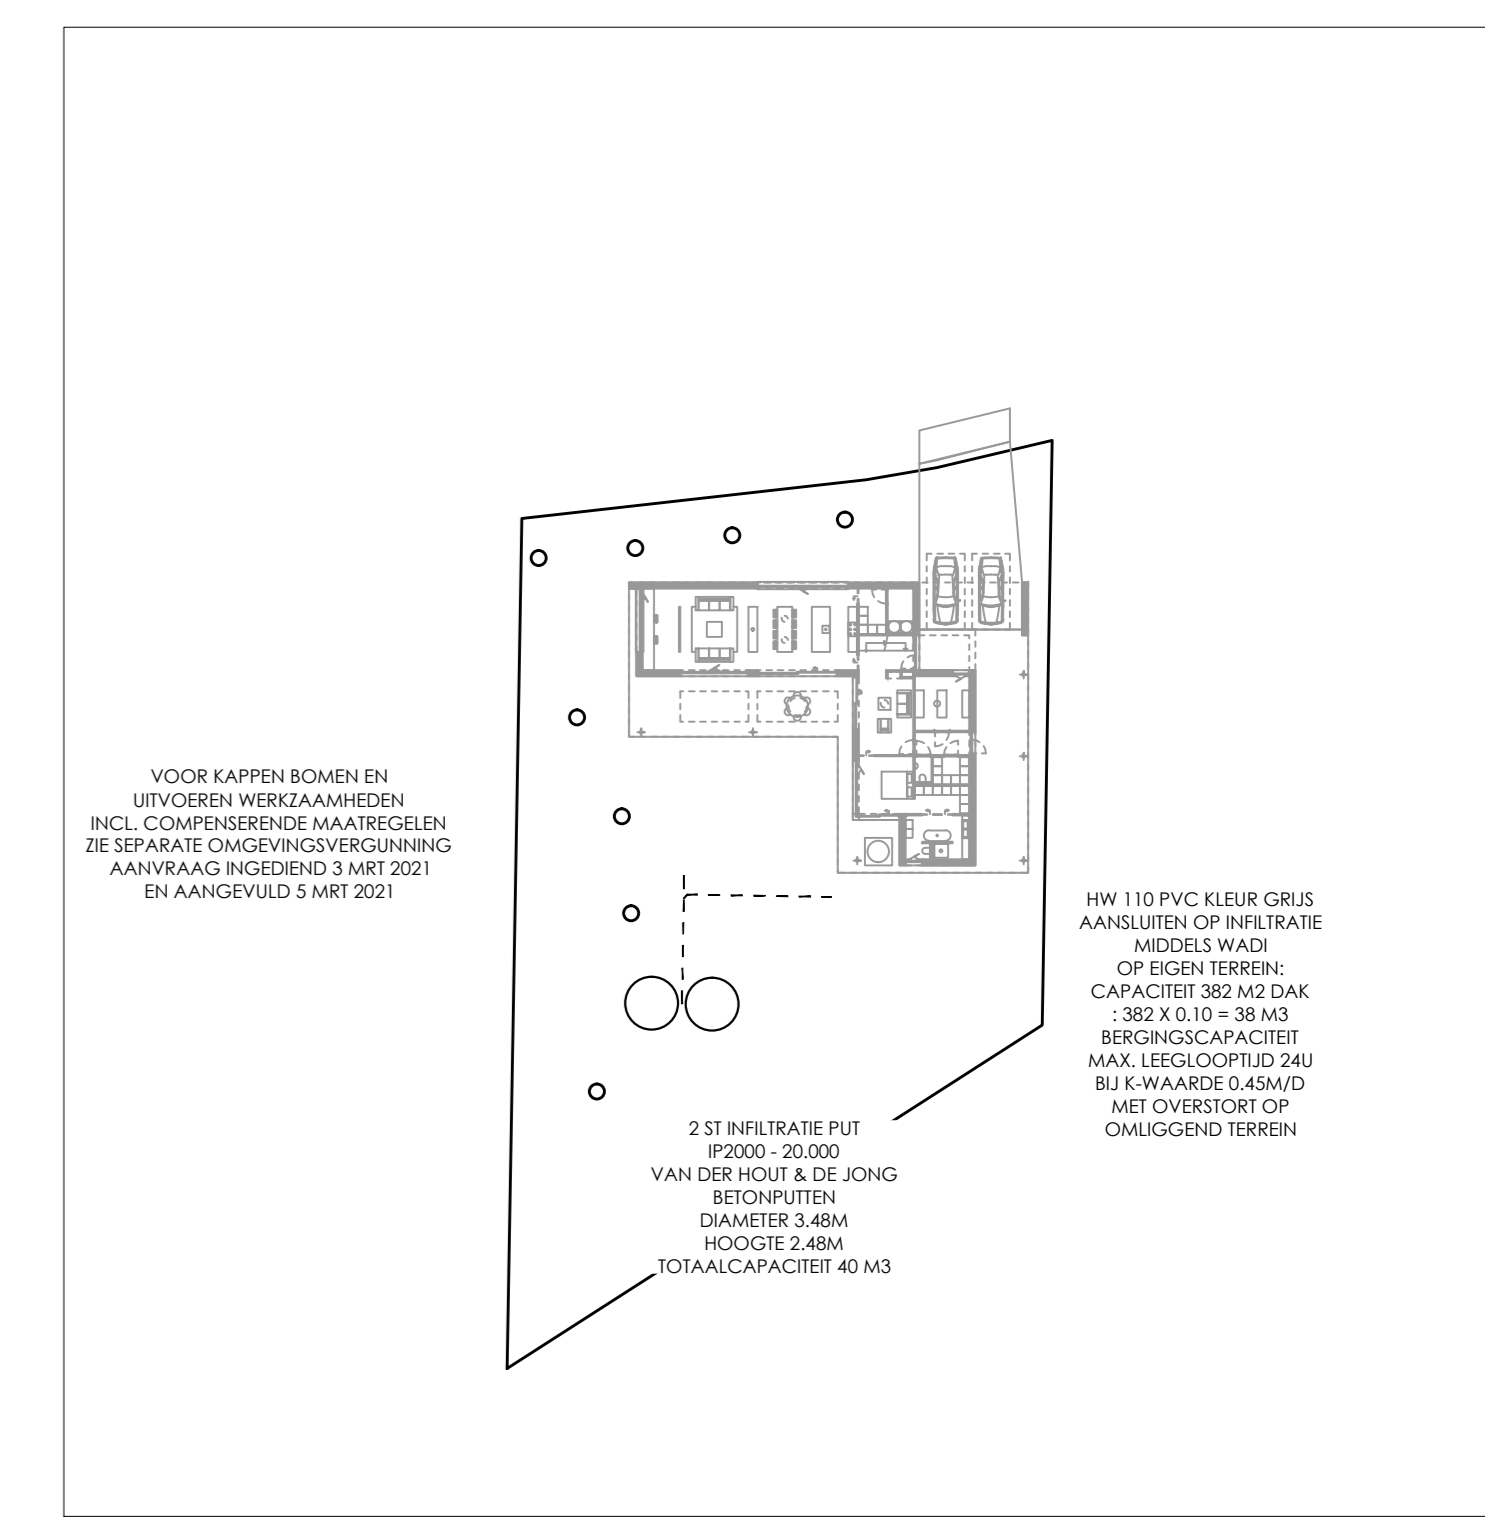 VOOR KAPPEN BOMEN EN
UITVOEREN WERKZAAMHEDEN
INCL. COMPENSERENDE MAATREGELEN
ZIE SEPARATE OMGEVINGSVERGUNNING
AANVRAAG INGEDIEND 3 MRT 2021
EN AANGEVULD 5 MRT 2021
HW 110 PVC KLEUR GRIJS
AANSLUITEN OP INFILTRATIE
MIDDELS WADI
OP EIGEN TERREIN:
CAPACITEIT 382 M2 DAK
: 382 X 0.10 = 38 M3
BERGINGSCAPACITEIT
MAX. LEEGLOOPTIJD 24U
BIJ K-WAARDE 0.45M/D
MET OVERSTORT OP
OMLIGGEND TERREIN
2 ST INFILTRATIE PUT
IP2000 - 20.000
VAN DER HOUT & DE JONG
BETONPUTTEN
DIAMETER 3.48M
HOOGTE 2.48M
TOTAALCAPACITEIT 40 M3